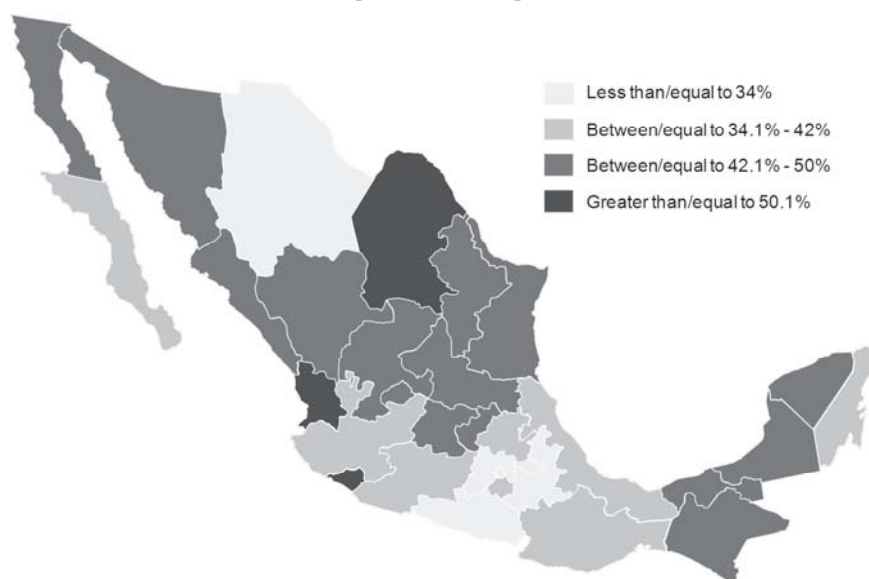 Less than/equal to 34%
Between/equal to 34.1% - 42%
Between/equal to 42.1% - 50%
Greater than/equal to 50.1%